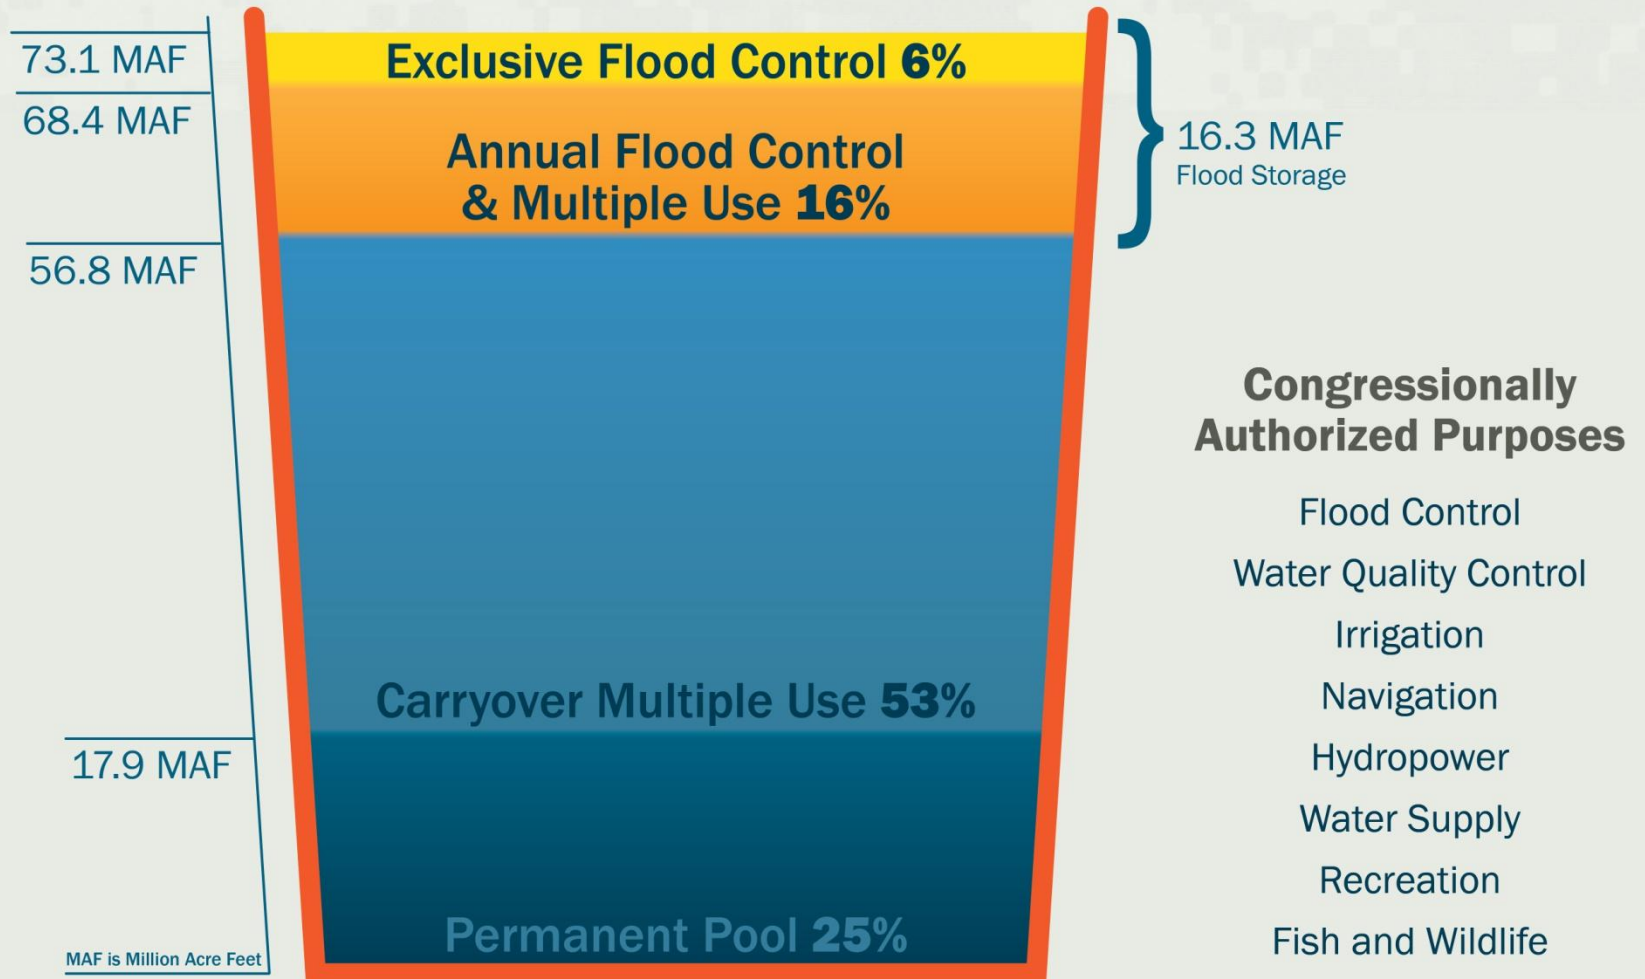 73.1 MAF
68.4 MAF
56.8 MAF
17.9 MAF
MAF is Million Acre Feet
Exclusive Flood Control 6%
Annual Flood Control
& Multiple Use 16%
Carryover Multiple Use 53%
Permanent Pool 25%
16.3 MAF
Flood Storage
Congressionally
Authorized Purposes
Flood Control
Water Quality Control
Irrigation
Navigation
Hydropower
Water Supply
Recreation
Fish and Wildlife